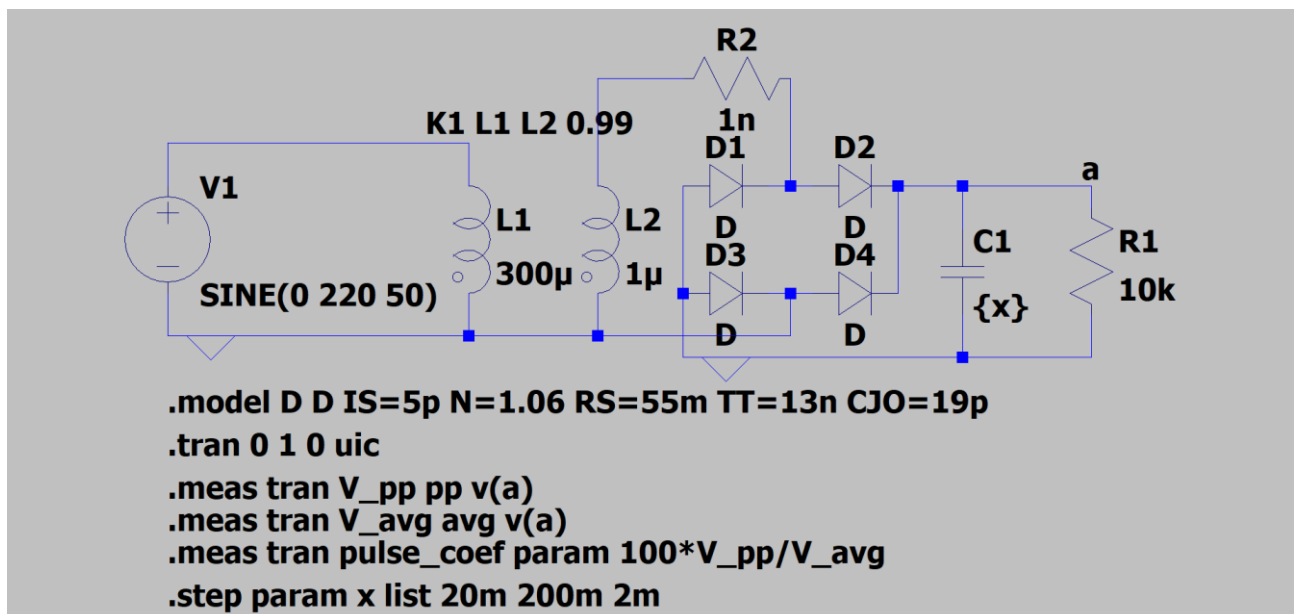 R2
K1 L1 L2 0.99
1n
D1
D2
a
V1
L1
L2
D
D
C1
R1
D3
D4
300µ
1µ
10k
SINE(0 220 50)
{x}
D
D
.model D D IS=5p N=1.06 RS=55m TT=13n CJO=19p
.tran 0 1 0 uic
.meas tran V_pp pp v(a)
.meas tran V_avg avg v(a)
.meas tran pulse_coef param 100*V_pp/V_avg
.step param x list 20m 200m 2m